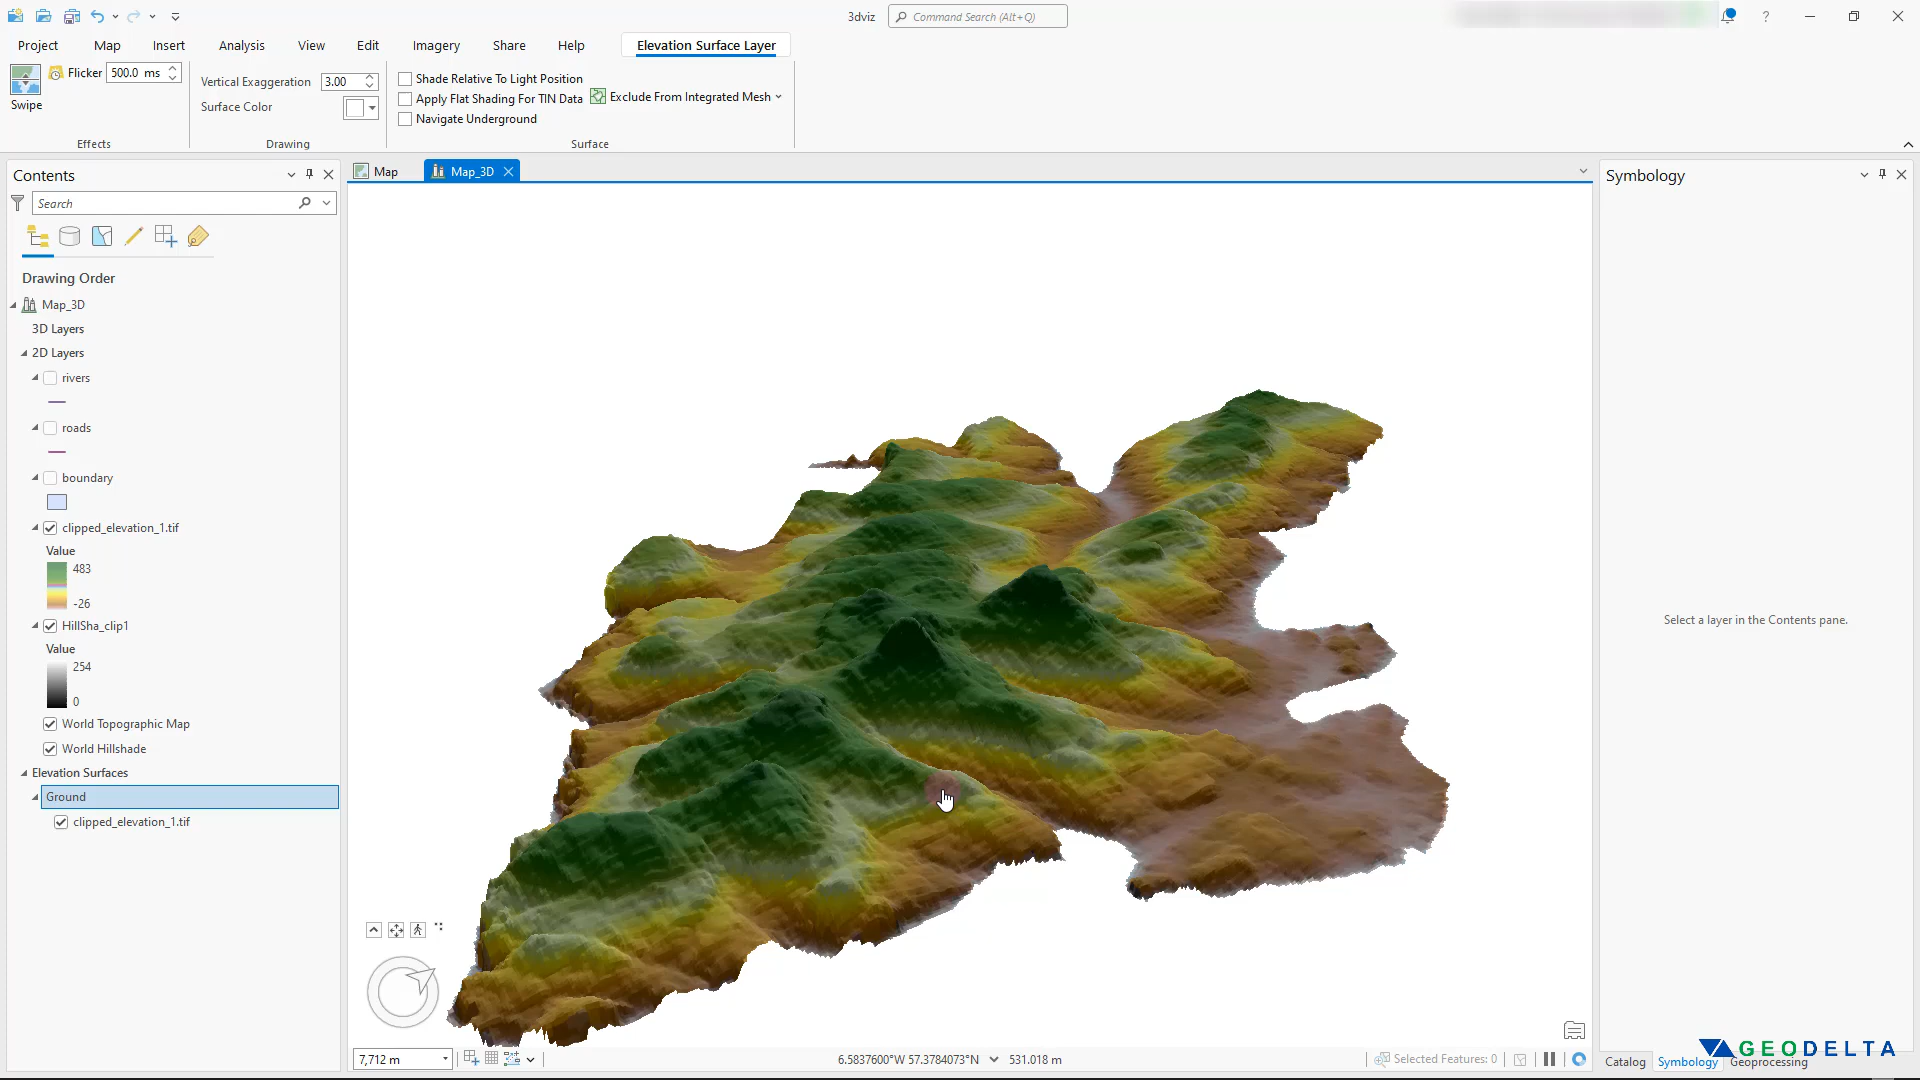 3dviz
Command Search (Alt+Q)
?
Project Map Insert Analysis View Edit Imagery Share Help Elevation Surface Layer
Swipe
Flicker 500.0 ms
Effects
Vertical Exaggeration 3.00
Surface Color
Drawing
Shade Relative To Light Position
Apply Flat Shading For TIN Data
Navigate Underground
Exclude From Integrated Mesh
Surface
Contents
Search
Drawing Order
Map_3D
3D Layers
2D Layers
rivers
roads
boundary
clipped_elevation_1.tif
Value
483
-26
HillSha_clip1
Value
254
0
World Topographic Map
World Hillshade
Elevation Surfaces
Ground
clipped_elevation_1.tif
Map Map_3D
7,712 m
6.5837600°W 57.3784073°N 531.018 m
Selected Features: 0
Symbology
Select a layer in the Contents pane.
GEODELTA
Catalog Symbology Geoprocessing